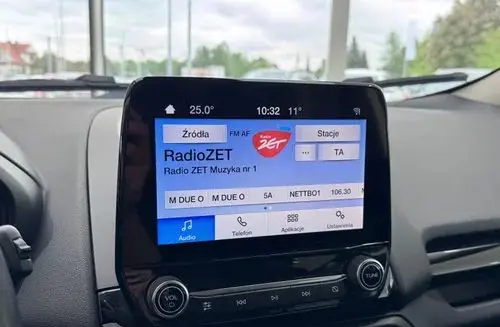 25.0° 10:32 11°
Źródła FM AF Radio ZET Stacje
RadioZET ... TA
Radio ZET Muzyka nr 1
M DUE O M DUE O 5A NETTBO1 106.30
Audio Telefon Aplikacje Ustawienia
VOL TUNE